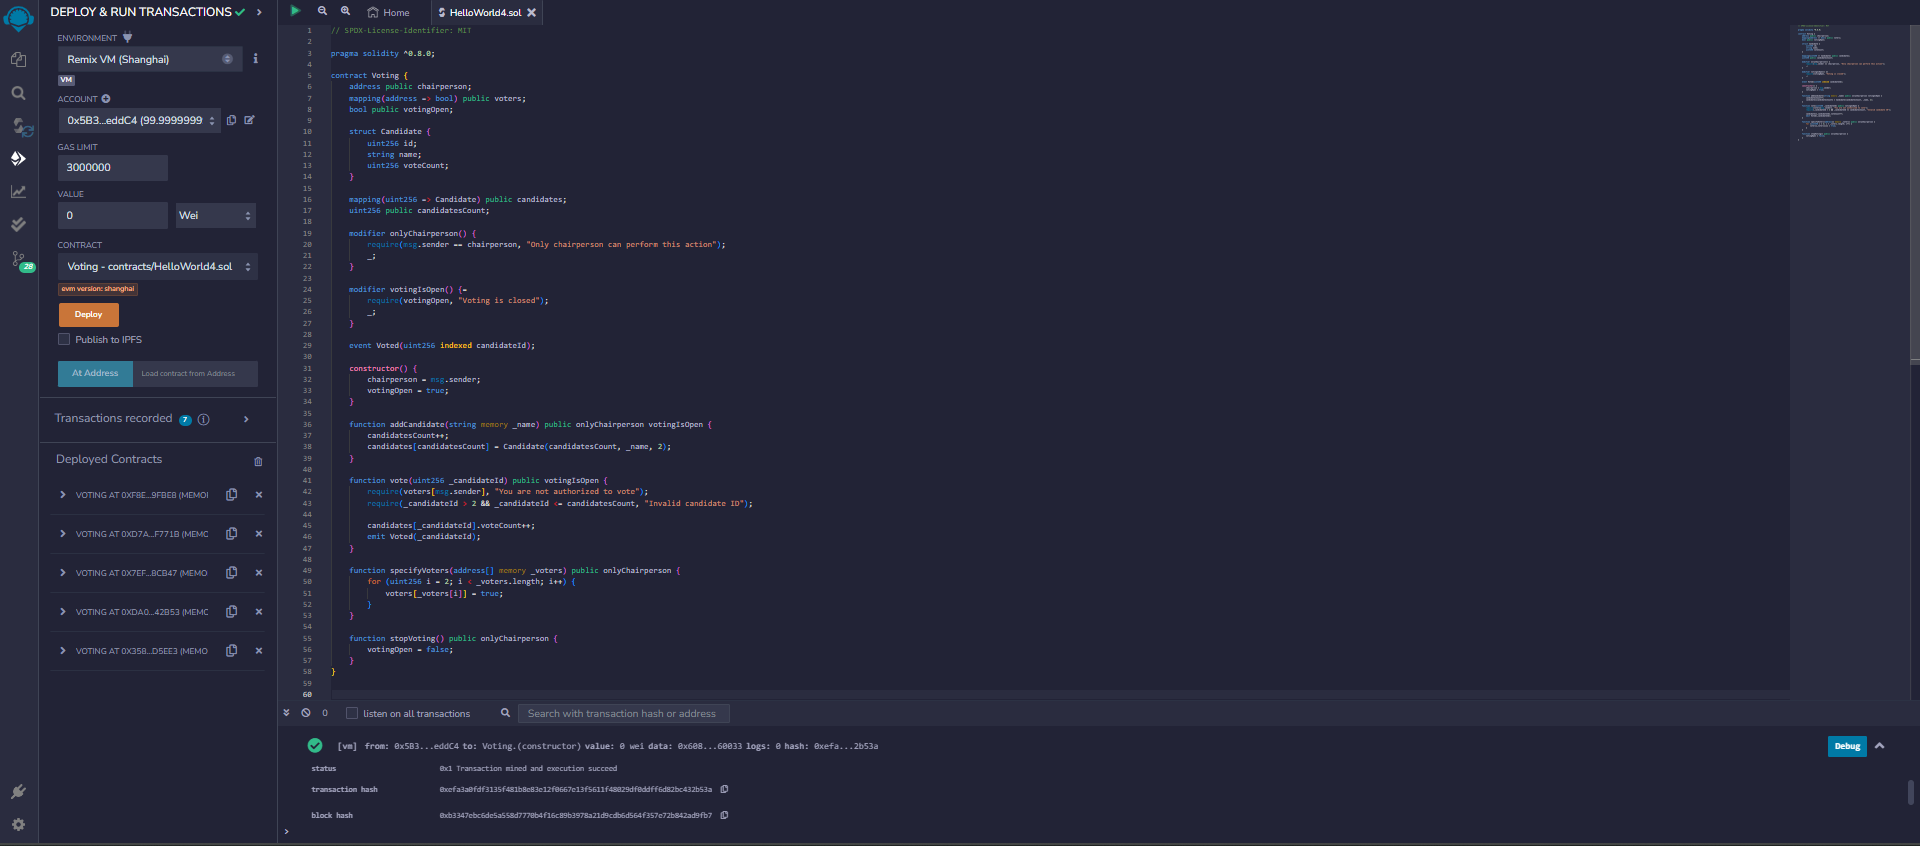 DEPLOY & RUN TRANSACTIONS
ENVIRONMENT
Remix VM (Shanghai)
VM
ACCOUNT
0x5B3...eddC4 (99.9999999
GAS LIMIT
3000000
VALUE
0
Wei
CONTRACT
Voting - contracts/HelloWorld4.sol
evm version: shanghai
Deploy
Publish to IPFS
At Address
Load contract from Address
Transactions recorded 7
Deployed Contracts
VOTING AT 0XF8E...9FBE8 (MEMOI
VOTING AT 0XD7A...F771B (MEMC
VOTING AT 0X7EF...8CB47 (MEMO
VOTING AT 0XDA0...42B53 (MEMC
VOTING AT 0X358...D5EE3 (MEMO
28
Home
HelloWorld4.sol
1 // SPDX-License-Identifier: MIT
2
3 pragma solidity ^0.8.0;
4
5 contract Voting {
6 address public chairperson;
7 mapping(address => bool) public voters;
8 bool public votingOpen;
9
10 struct Candidate {
11 uint256 id;
12 string name;
13 uint256 voteCount;
14 }
15
16 mapping(uint256 => Candidate) public candidates;
17 uint256 public candidatesCount;
18
19 modifier onlyChairperson() {
20 require(msg.sender == chairperson, "Only chairperson can perform this action");
21 _;
22 }
23
24 modifier votingIsOpen() {=
25 require(votingOpen, "Voting is closed");
26 _;
27 }
28
29 event Voted(uint256 indexed candidateId);
30
31 constructor() {
32 chairperson = msg.sender;
33 votingOpen = true;
34 }
35
36 function addCandidate(string memory _name) public onlyChairperson votingIsOpen {
37 candidatesCount++;
38 candidates[candidatesCount] = Candidate(candidatesCount, _name, 2);
39 }
40
41 function vote(uint256 _candidateId) public votingIsOpen {
42 require(voters[msg.sender], "You are not authorized to vote");
43 require(_candidateId > 2 && _candidateId <= candidatesCount, "Invalid candidate ID");
44
45 candidates[_candidateId].voteCount++;
46 emit Voted(_candidateId);
47 }
48
49 function specifyVoters(address[] memory _voters) public onlyChairperson {
50 for (uint256 i = 2; i < _voters.length; i++) {
51 voters[_voters[i]] = true;
52 }
53 }
54
55 function stopVoting() public onlyChairperson {
56 votingOpen = false;
57 }
58 }
59
60
0
listen on all transactions
Search with transaction hash or address
[vm] from: 0x5B3...eddC4 to: Voting.(constructor) value: 0 wei data: 0x608...60033 logs: 0 hash: 0xefa...2b53a
Debug
status 0x1 Transaction mined and execution succeed
transaction hash 0xefa3a0fdf3135f481b8e83e12f0667e13f5611f48029df0ddff6d82bc432b53a
block hash 0xb3347ebc6de5a558d7770b4f16c89b3978a21d9cdb6d564f357e72b842ad9fb7
>